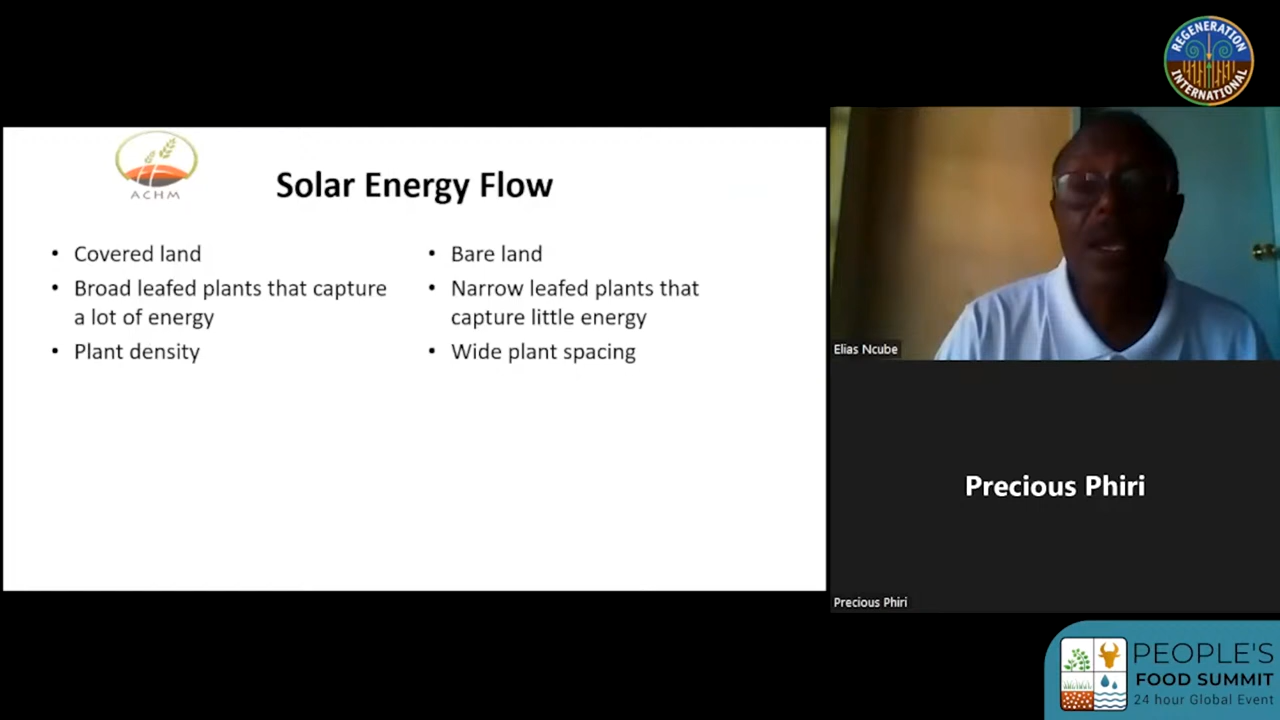 REGENERATION
INTERNATIONAL
ACHM
Solar Energy Flow
• Covered land
• Broad leafed plants that capture
a lot of energy
• Plant density
• Bare land
• Narrow leafed plants that
capture little energy
• Wide plant spacing
Elias Ncube
Precious Phiri
Precious Phiri
PEOPLE'S
FOOD SUMMIT
24 hour Global Event